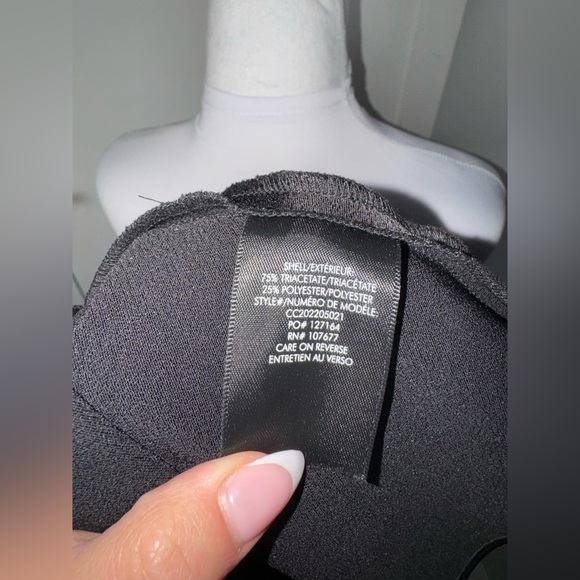 SHELL/EXTÉRIEUR:
75% TRIACETATE/TRIACÉTATE
25% POLYESTER/POLYESTER
STYLE#/NUMÉRO DE MODÈLE:
CC202205021
PO# 127164
RN# 107677
CARE ON REVERSE
ENTRETIEN AU VERSO